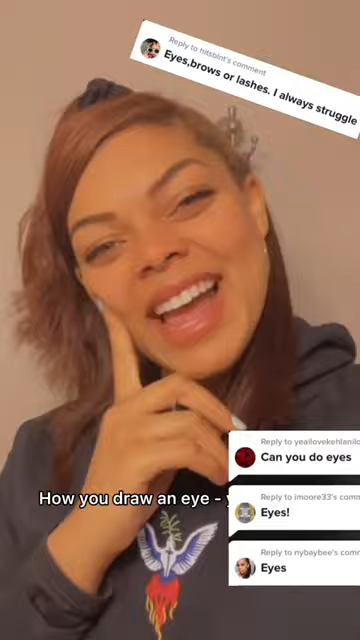 Reply to hitsblnt's comment
Eyes,brows or lashes. I always struggle
Reply to yeailovekehlanilo
Can you do eyes
How you draw an eye -
Reply to imoore33's comm
Eyes!
Reply to nybaybee's comm
Eyes